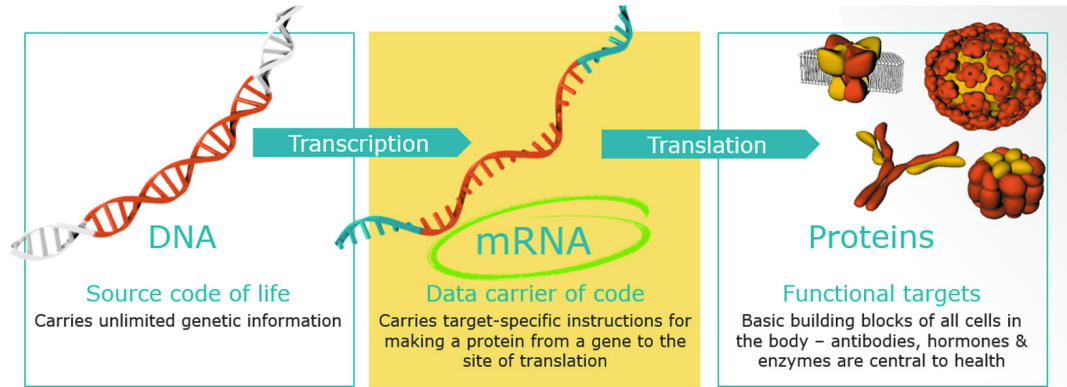 Transcription
Translation
DNA
Source code of life
Carries unlimited genetic information
mRNA
Data carrier of code
Carries target-specific instructions for
making a protein from a gene to the
site of translation
Proteins
Functional targets
Basic building blocks of all cells in
the body – antibodies, hormones &
enzymes are central to health